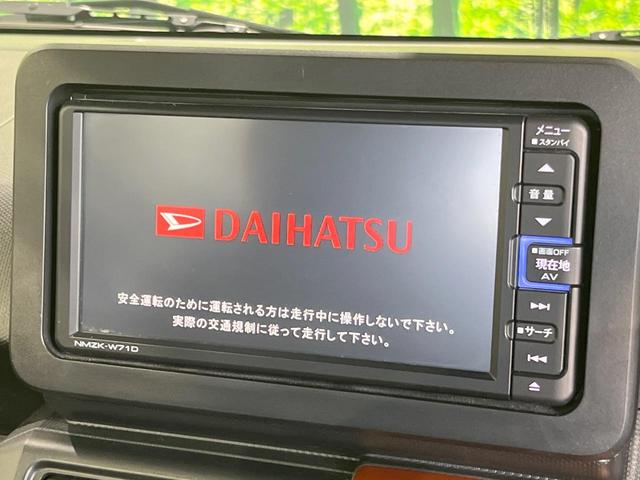 DAIHATSU
安全運転のために運転される方は走行中に操作しないで下さい。
実際の交通規制に従って走行して下さい。
NMZK-W71D
メニュー
スタンバイ
音量
画面OFF
現在地
AV
サーチ